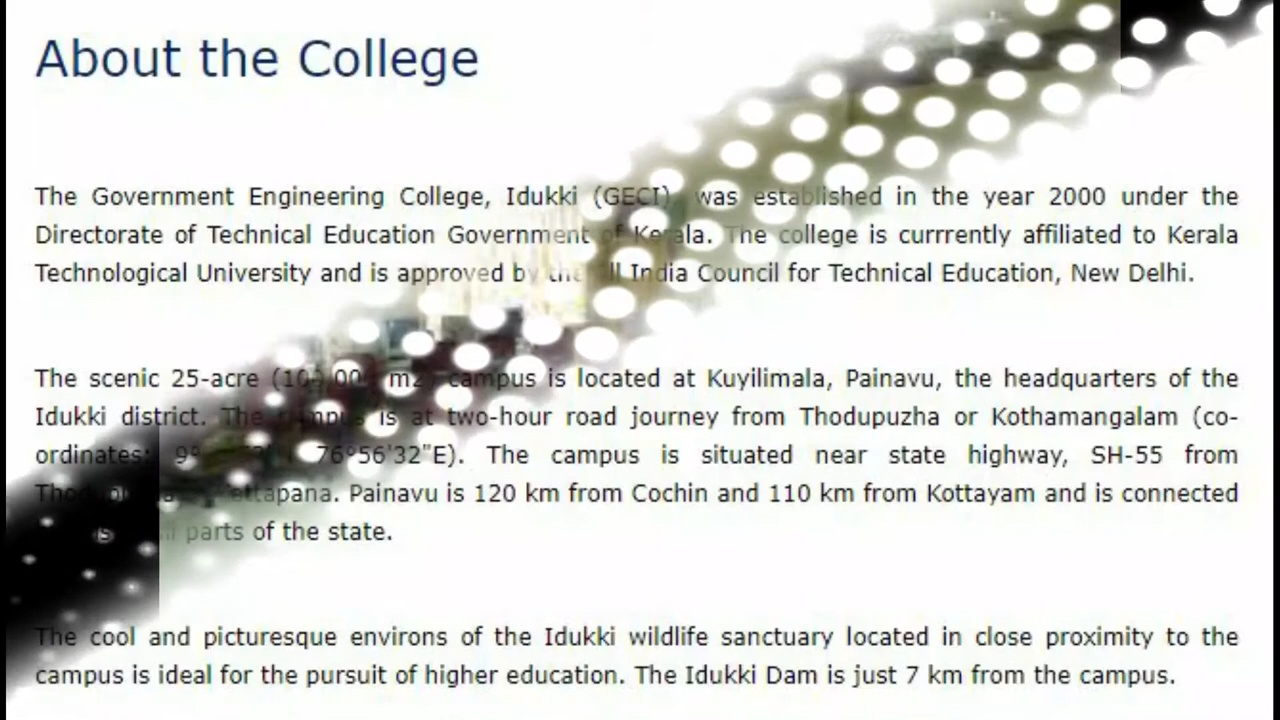 About the College
The Government Engineering College, Idukki (GECI), was established in the year 2000 under the
Directorate of Technical Education Government of Kerala. The college is currrently affiliated to Kerala
Technological University and is approved by the All India Council for Technical Education, New Delhi.
The scenic 25-acre m2) campus is located at Kuyilimala, Painavu, the headquarters of the
Idukki district. The campus is at two-hour road journey from Thodupuzha or Kothamangalam (co-
ordinates: 76°56'32"E). The campus is situated near state highway, SH-55 from
Painavu is 120 km from Cochin and 110 km from Kottayam and is connected
parts of the state.
The cool and picturesque environs of the Idukki wildlife sanctuary located in close proximity to the
campus is ideal for the pursuit of higher education. The Idukki Dam is just 7 km from the campus.